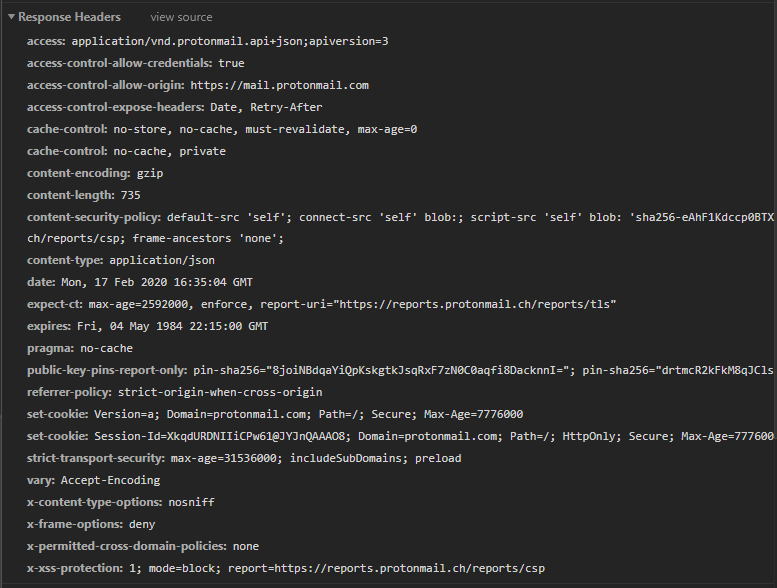 Response Headers view source
access: application/vnd.protonmail.api+json;apiversion=3
access-control-allow-credentials: true
access-control-allow-origin: https://mail.protonmail.com
access-control-expose-headers: Date, Retry-After
cache-control: no-store, no-cache, must-revalidate, max-age=0
cache-control: no-cache, private
content-encoding: gzip
content-length: 735
content-security-policy: default-src 'self'; connect-src 'self' blob:; script-src 'self' blob: 'sha256-eAhF1Kdccp0BTX
ch/reports/csp; frame-ancestors 'none';
content-type: application/json
date: Mon, 17 Feb 2020 16:35:04 GMT
expect-ct: max-age=2592000, enforce, report-uri="https://reports.protonmail.ch/reports/tls"
expires: Fri, 04 May 1984 22:15:00 GMT
pragma: no-cache
public-key-pins-report-only: pin-sha256="8joiNBdqaYiQpKskgtkJsqRxF7zN0C0aqfi8DacknnI="; pin-sha256="drtmcR2kFkM8qJCls
referrer-policy: strict-origin-when-cross-origin
set-cookie: Version=a; Domain=protonmail.com; Path=/; Secure; Max-Age=7776000
set-cookie: Session-Id=XkqdURDNIIiCPw61@JYJnQAAAO8; Domain=protonmail.com; Path=/; HttpOnly; Secure; Max-Age=777600
strict-transport-security: max-age=31536000; includeSubDomains; preload
vary: Accept-Encoding
x-content-type-options: nosniff
x-frame-options: deny
x-permitted-cross-domain-policies: none
x-xss-protection: 1; mode=block; report=https://reports.protonmail.ch/reports/csp